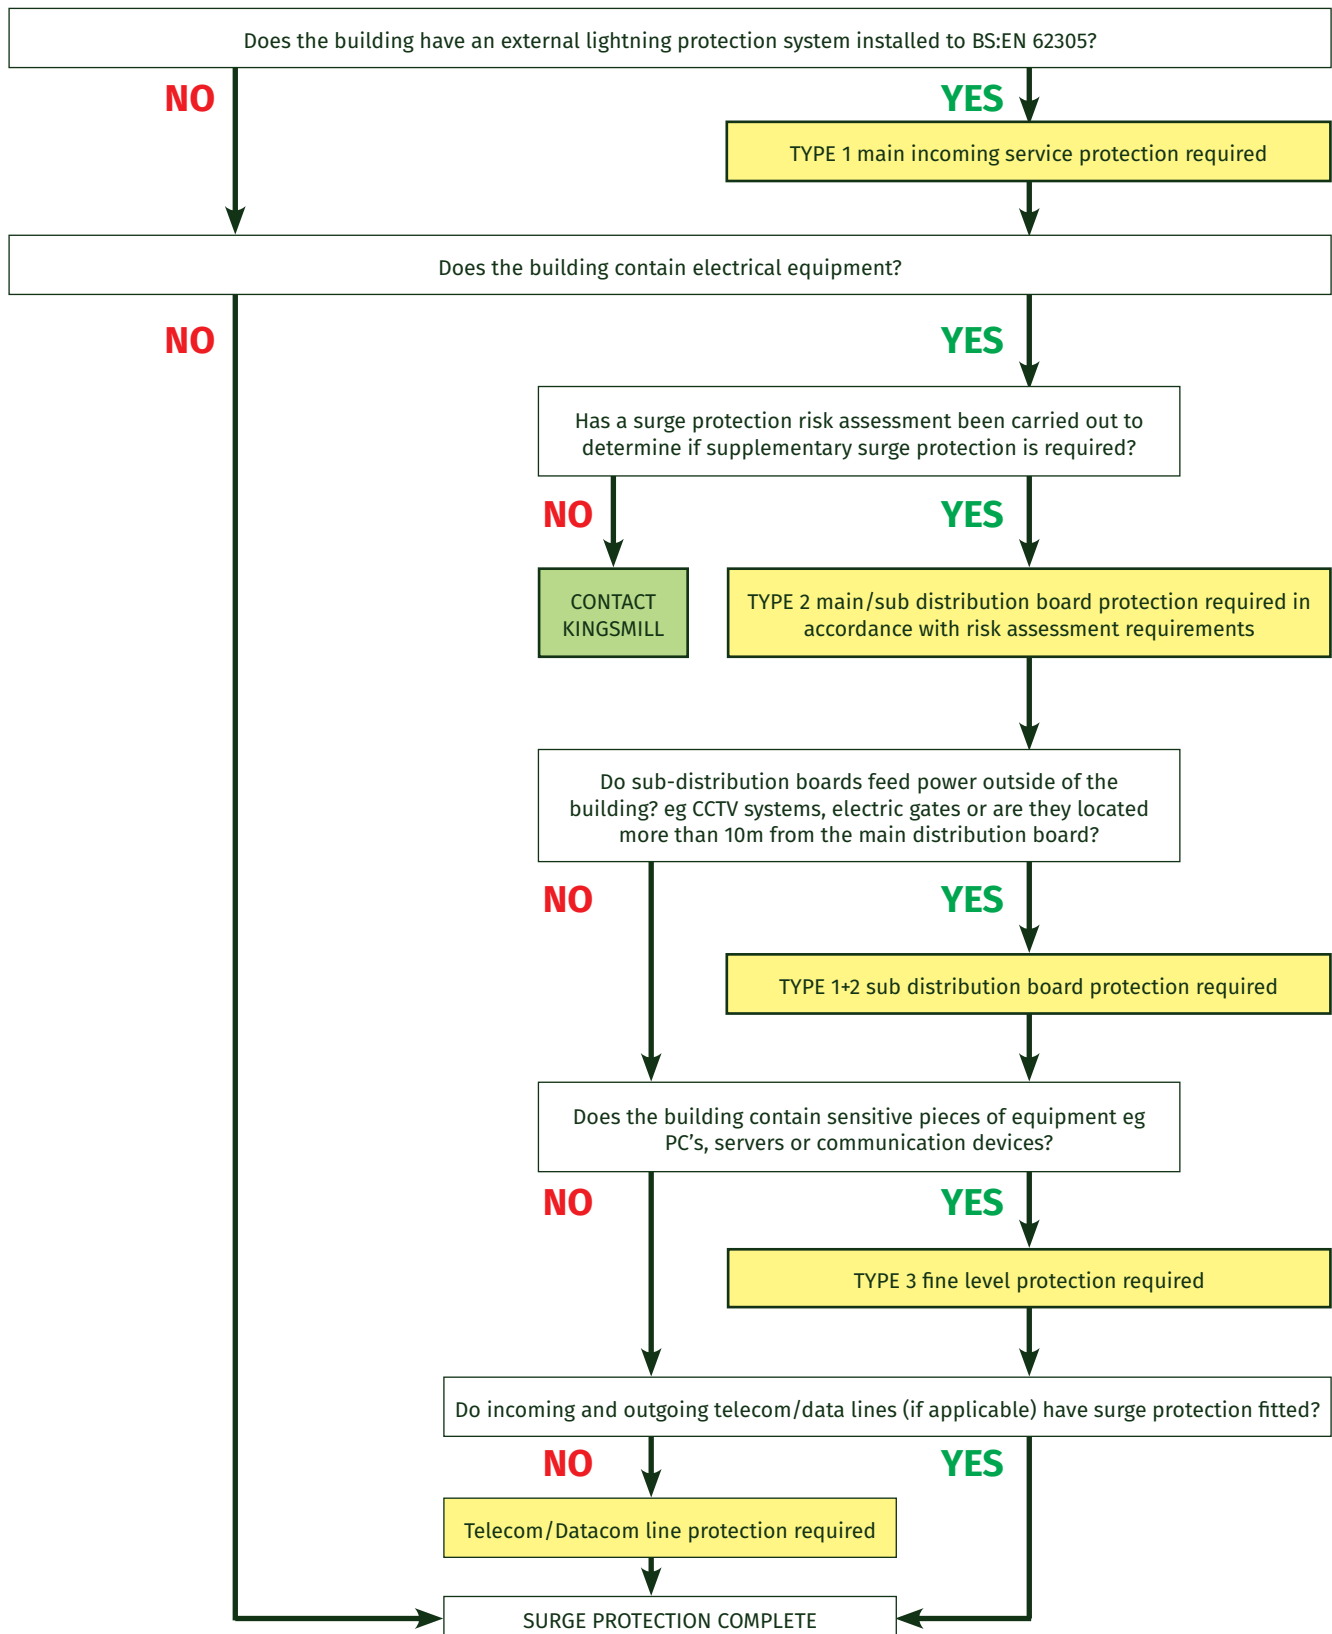 Does the building have an external lightning protection system installed to BS:EN 62305?
NO
YES
TYPE 1 main incoming service protection required
Does the building contain electrical equipment?
NO
YES
Has a surge protection risk assessment been carried out to
determine if supplementary surge protection is required?
NO
YES
CONTACT
KINGSMILL
TYPE 2 main/sub distribution board protection required in
accordance with risk assessment requirements
Do sub-distribution boards feed power outside of the
building? eg CCTV systems, electric gates or are they located
more than 10m from the main distribution board?
NO
YES
TYPE 1+2 sub distribution board protection required
Does the building contain sensitive pieces of equipment eg
PC's, servers or communication devices?
NO
YES
TYPE 3 fine level protection required
Do incoming and outgoing telecom/data lines (if applicable) have surge protection fitted?
NO
YES
Telecom/Datacom line protection required
SURGE PROTECTION COMPLETE